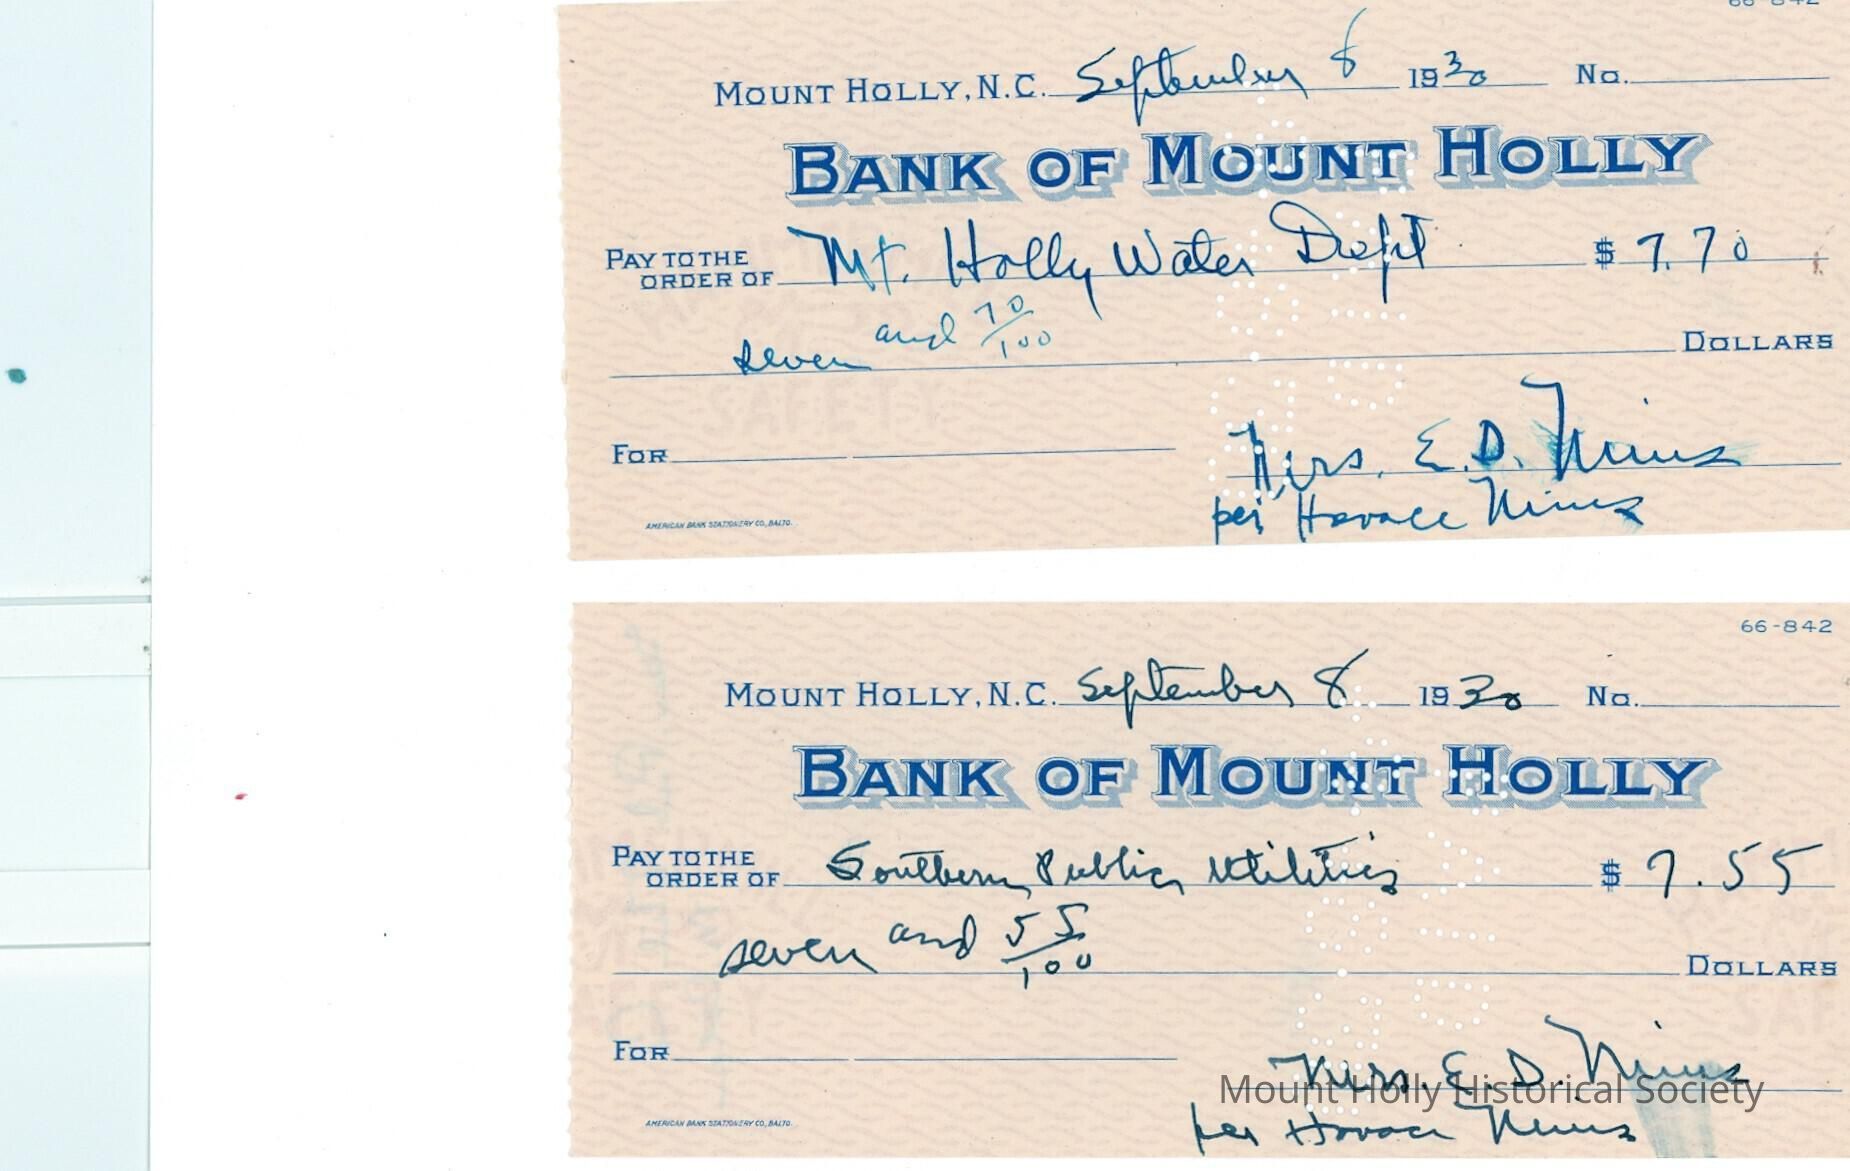 66-842
MOUNT HOLLY, N.C. September 8 1930 No.
BANK OF MOUNT HOLLY
PAY TO THE ORDER OF Mt. Holly Water Dept $ 7.70
seven and 70/100 DOLLARS
SAFETY
FOR Mrs. E. D. Nims
per Horace Nims
AMERICAN BANK STATIONERY CO., BALTO.
66-842
MOUNT HOLLY, N.C. September 8 1930 No.
BANK OF MOUNT HOLLY
PAY TO THE ORDER OF Southern Public Utilities $ 7.55
seven and 55/100 DOLLARS
FOR Mrs. E. D. Nims
Mount Holly Historical Society
per Horace Nims
AMERICAN BANK STATIONERY CO., BALTO.